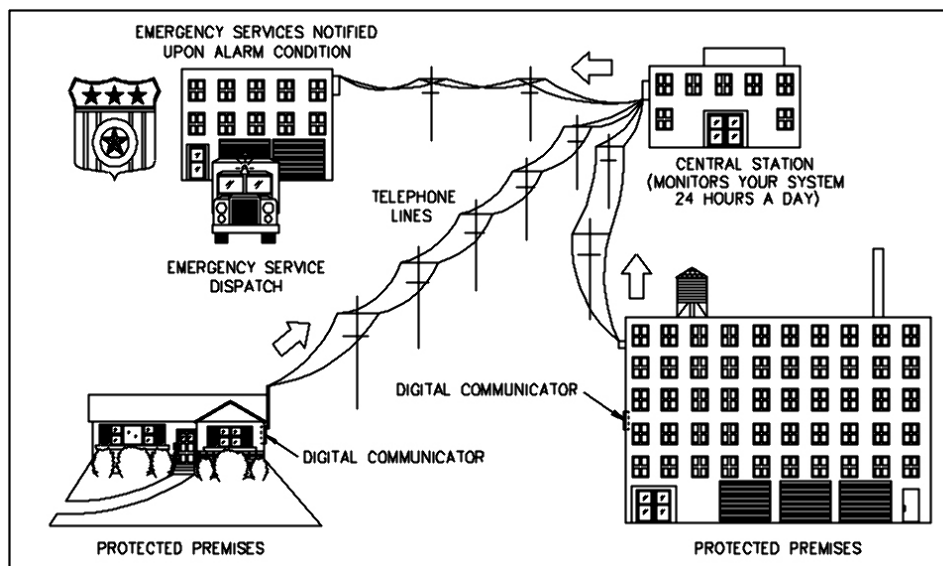 EMERGENCY SERVICES NOTIFIED
UPON ALARM CONDITION
CENTRAL STATION
(MONITORS YOUR SYSTEM
24 HOURS A DAY)
TELEPHONE
LINES
EMERGENCY SERVICE
DISPATCH
DIGITAL COMMUNICATOR
DIGITAL COMMUNICATOR
PROTECTED PREMISES
PROTECTED PREMISES